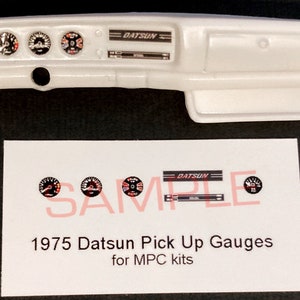 DATSUN
DATSUN
SAMPLE
1975 Datsun Pick Up Gauges
for MPC kits